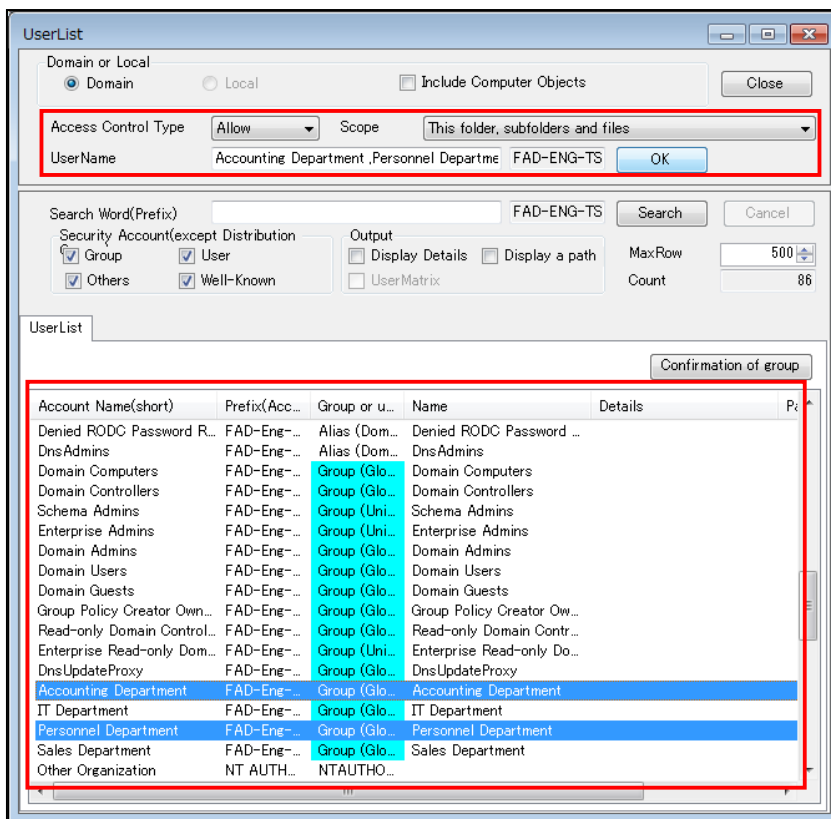 UserList
Domain or Local
Domain Local Include Computer Objects Close
Access Control Type Allow Scope This folder, subfolders and files
UserName Accounting Department ,Personnel Departme FAD-ENG-TS OK
Search Word(Prefix) FAD-ENG-TS Search Cancel
Security Account(except Distribution Output
Group User Display Details Display a path MaxRow 500
Others Well-Known UserMatrix Count 86
UserList
Confirmation of group
Account Name(short) Prefix(Acc... Group or u... Name Details
Denied RODC Password R... FAD-Eng-... Alias (Dom... Denied RODC Password ...
DnsAdmins FAD-Eng-... Alias (Dom... DnsAdmins
Domain Computers FAD-Eng-... Group (Glo... Domain Computers
Domain Controllers FAD-Eng-... Group (Glo... Domain Controllers
Schema Admins FAD-Eng-... Group (Uni... Schema Admins
Enterprise Admins FAD-Eng-... Group (Uni... Enterprise Admins
Domain Admins FAD-Eng-... Group (Glo... Domain Admins
Domain Users FAD-Eng-... Group (Glo... Domain Users
Domain Guests FAD-Eng-... Group (Glo... Domain Guests
Group Policy Creator Own... FAD-Eng-... Group (Glo... Group Policy Creator Ow...
Read-only Domain Control... FAD-Eng-... Group (Glo... Read-only Domain Contr...
Enterprise Read-only Dom... FAD-Eng-... Group (Uni... Enterprise Read-only Do...
DnsUpdateProxy FAD-Eng-... Group (Glo... DnsUpdateProxy
Accounting Department FAD-Eng-... Group (Glo... Accounting Department
IT Department FAD-Eng-... Group (Glo... IT Department
Personnel Department FAD-Eng-... Group (Glo... Personnel Department
Sales Department FAD-Eng-... Group (Glo... Sales Department
Other Organization NT AUTH... NTAUTHO...